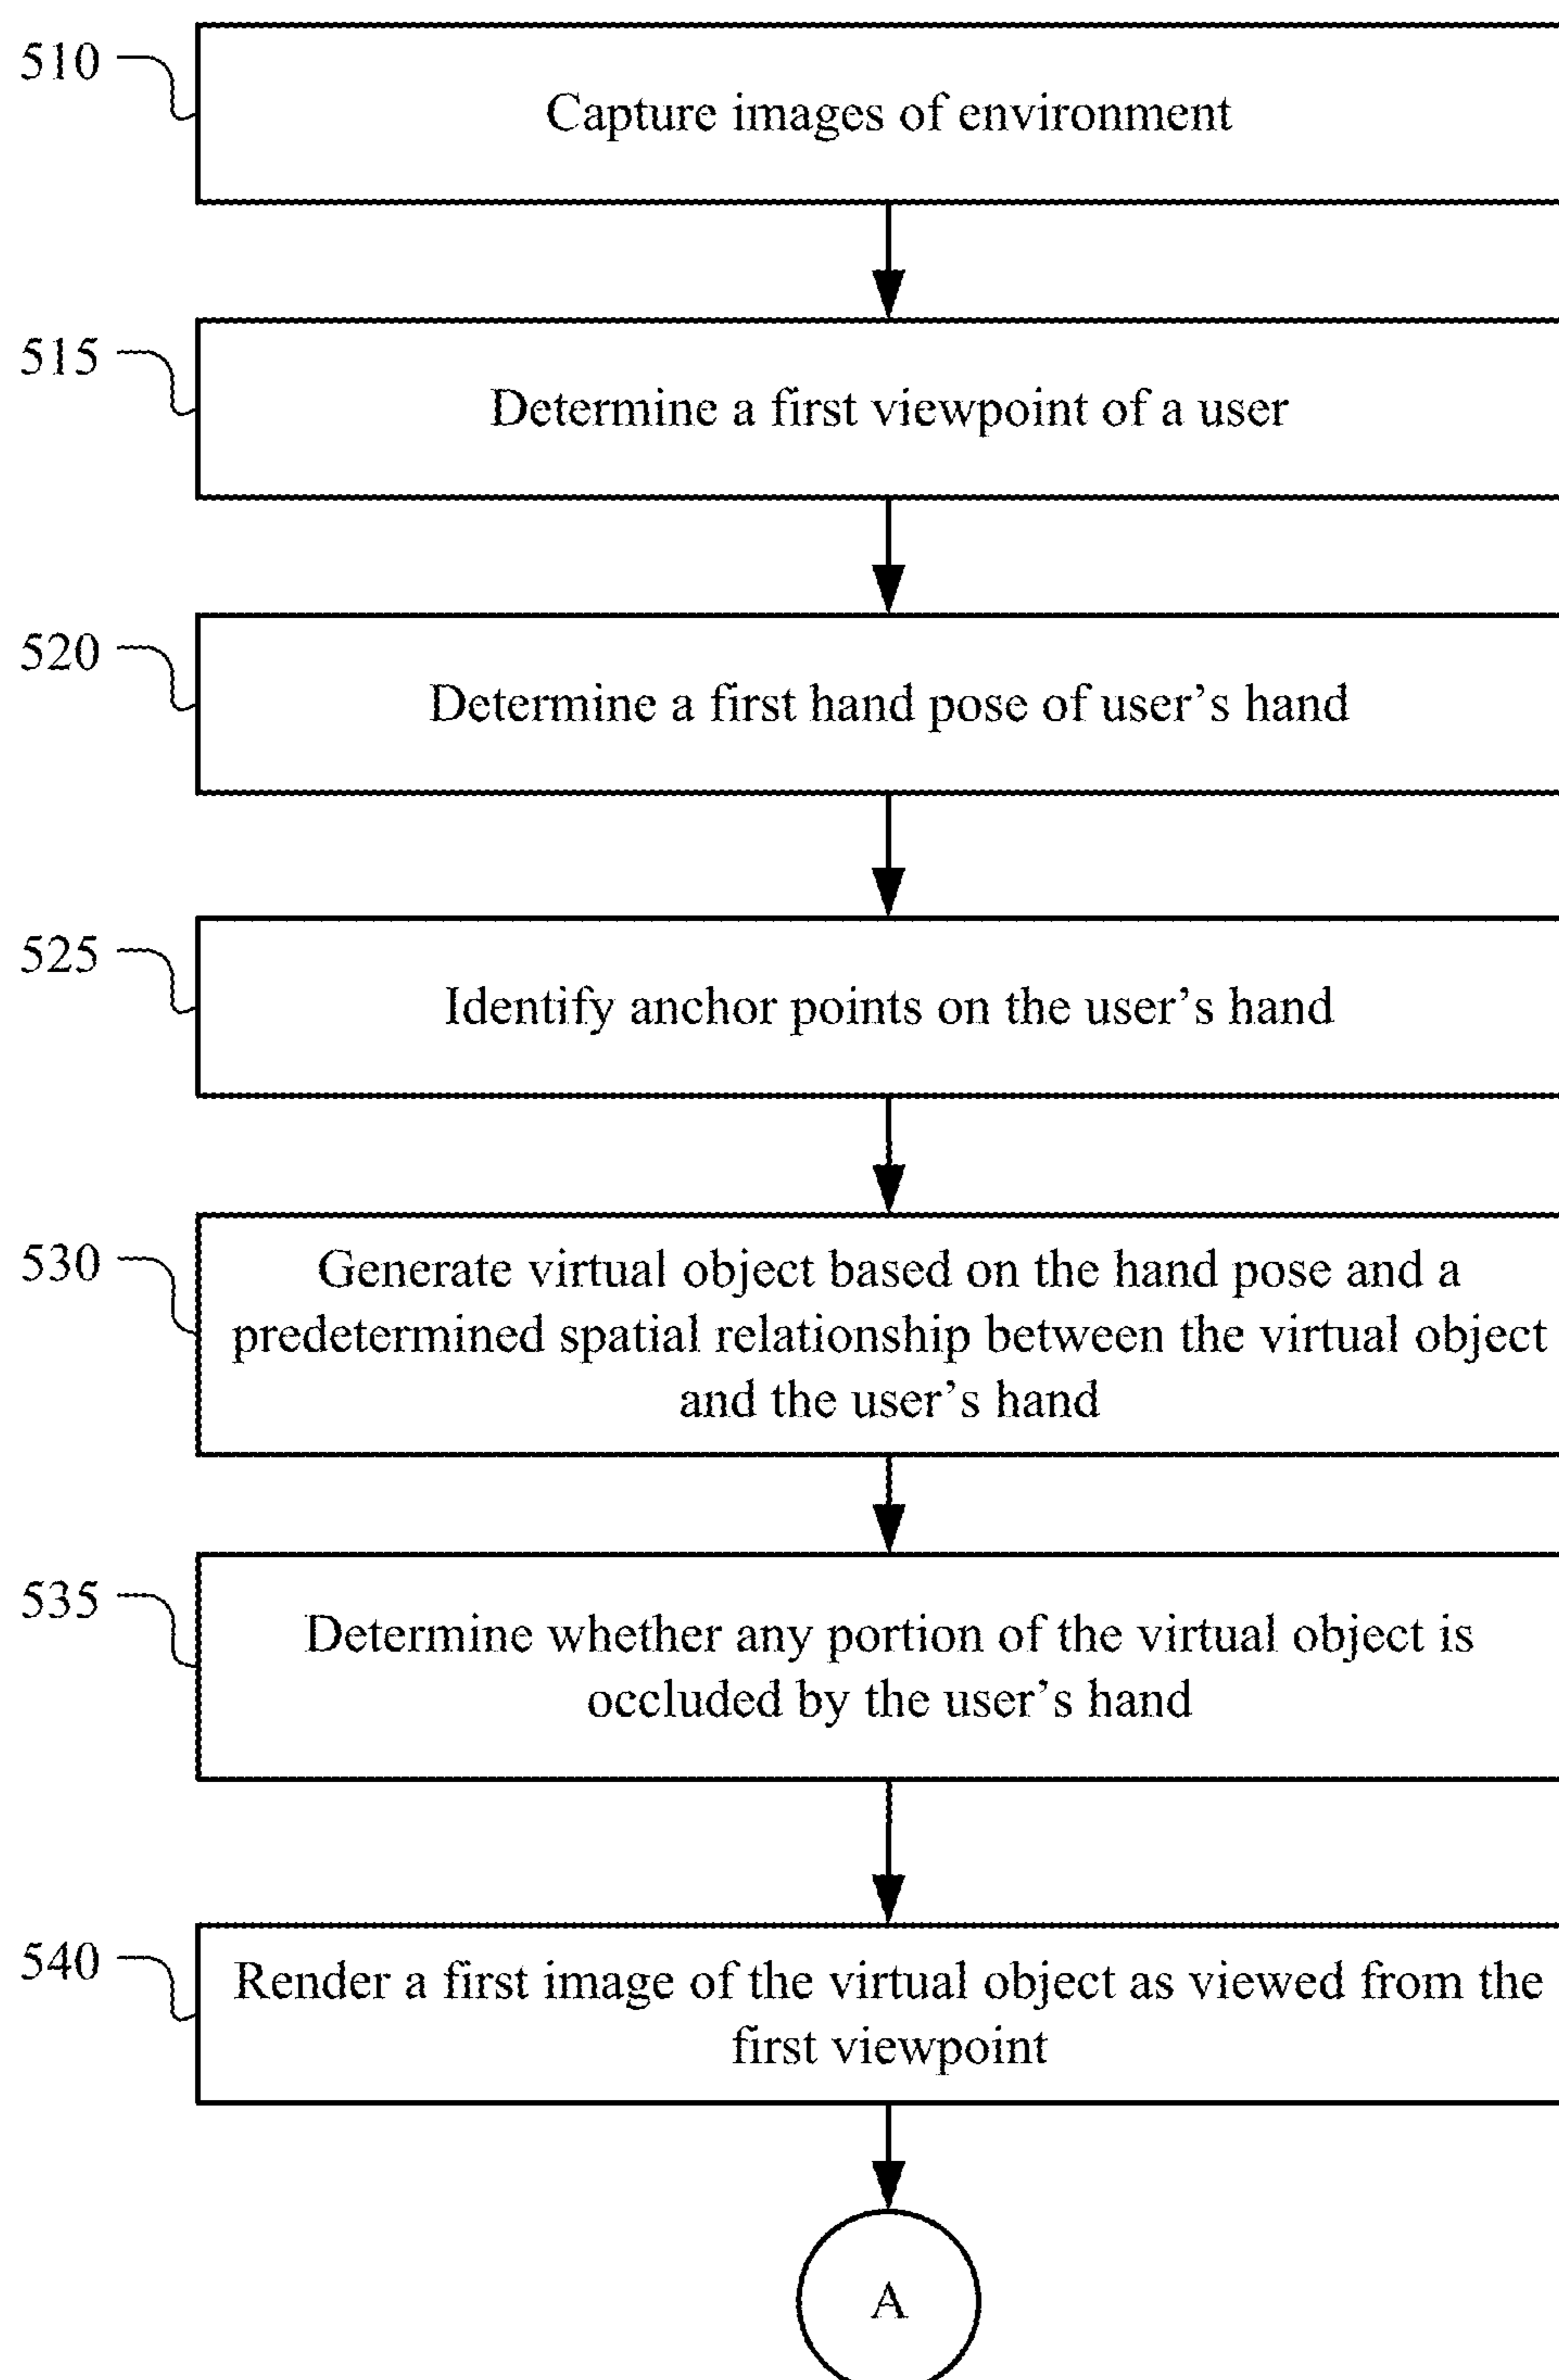 510
Capture images of environment
515
Determine a first viewpoint of a user
520
Determine a first hand pose of user’s hand
525
Identify anchor points on the user’s hand
530
Generate virtual object based on the hand pose and a
predetermined spatial relationship between the virtual object
and the user’s hand
535
Determine whether any portion of the virtual object is
occluded by the user’s hand
540
Render a first image of the virtual object as viewed from the
first viewpoint
A